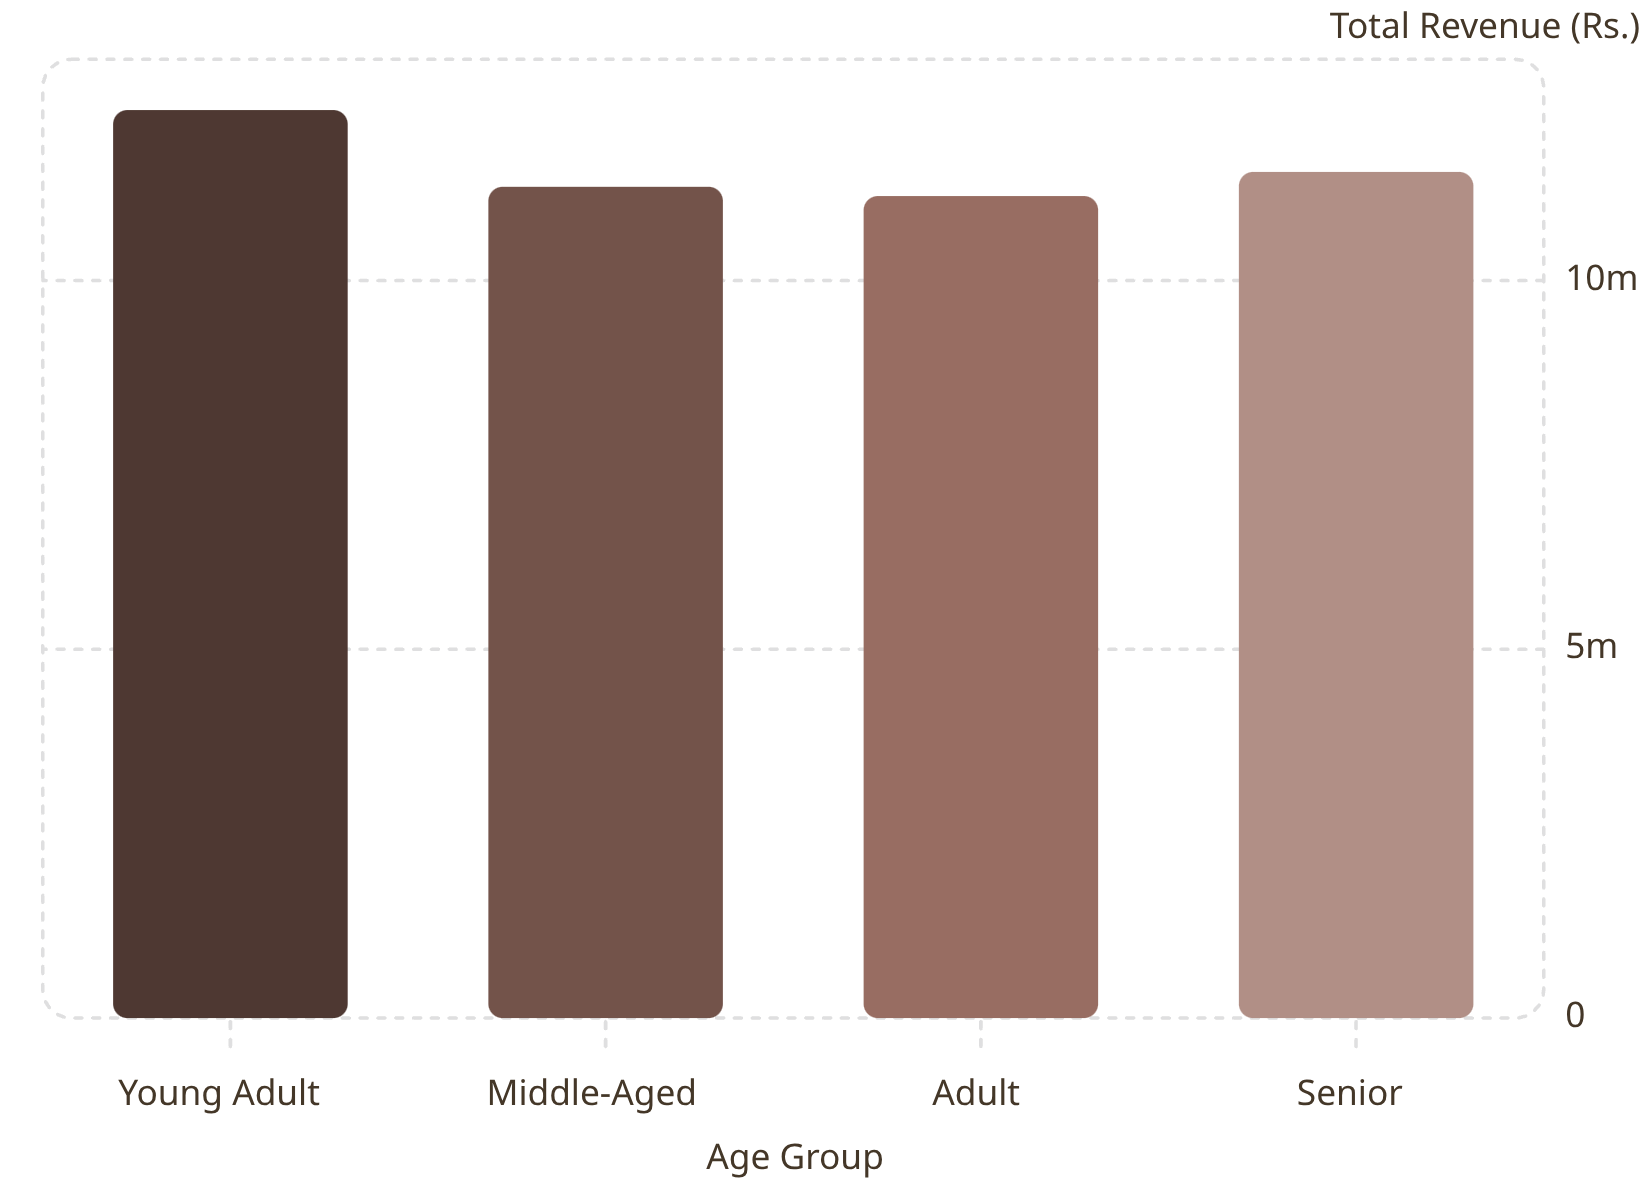 Total Revenue (Rs.)
10m
5m
0
Young Adult Middle-Aged Adult Senior
Age Group